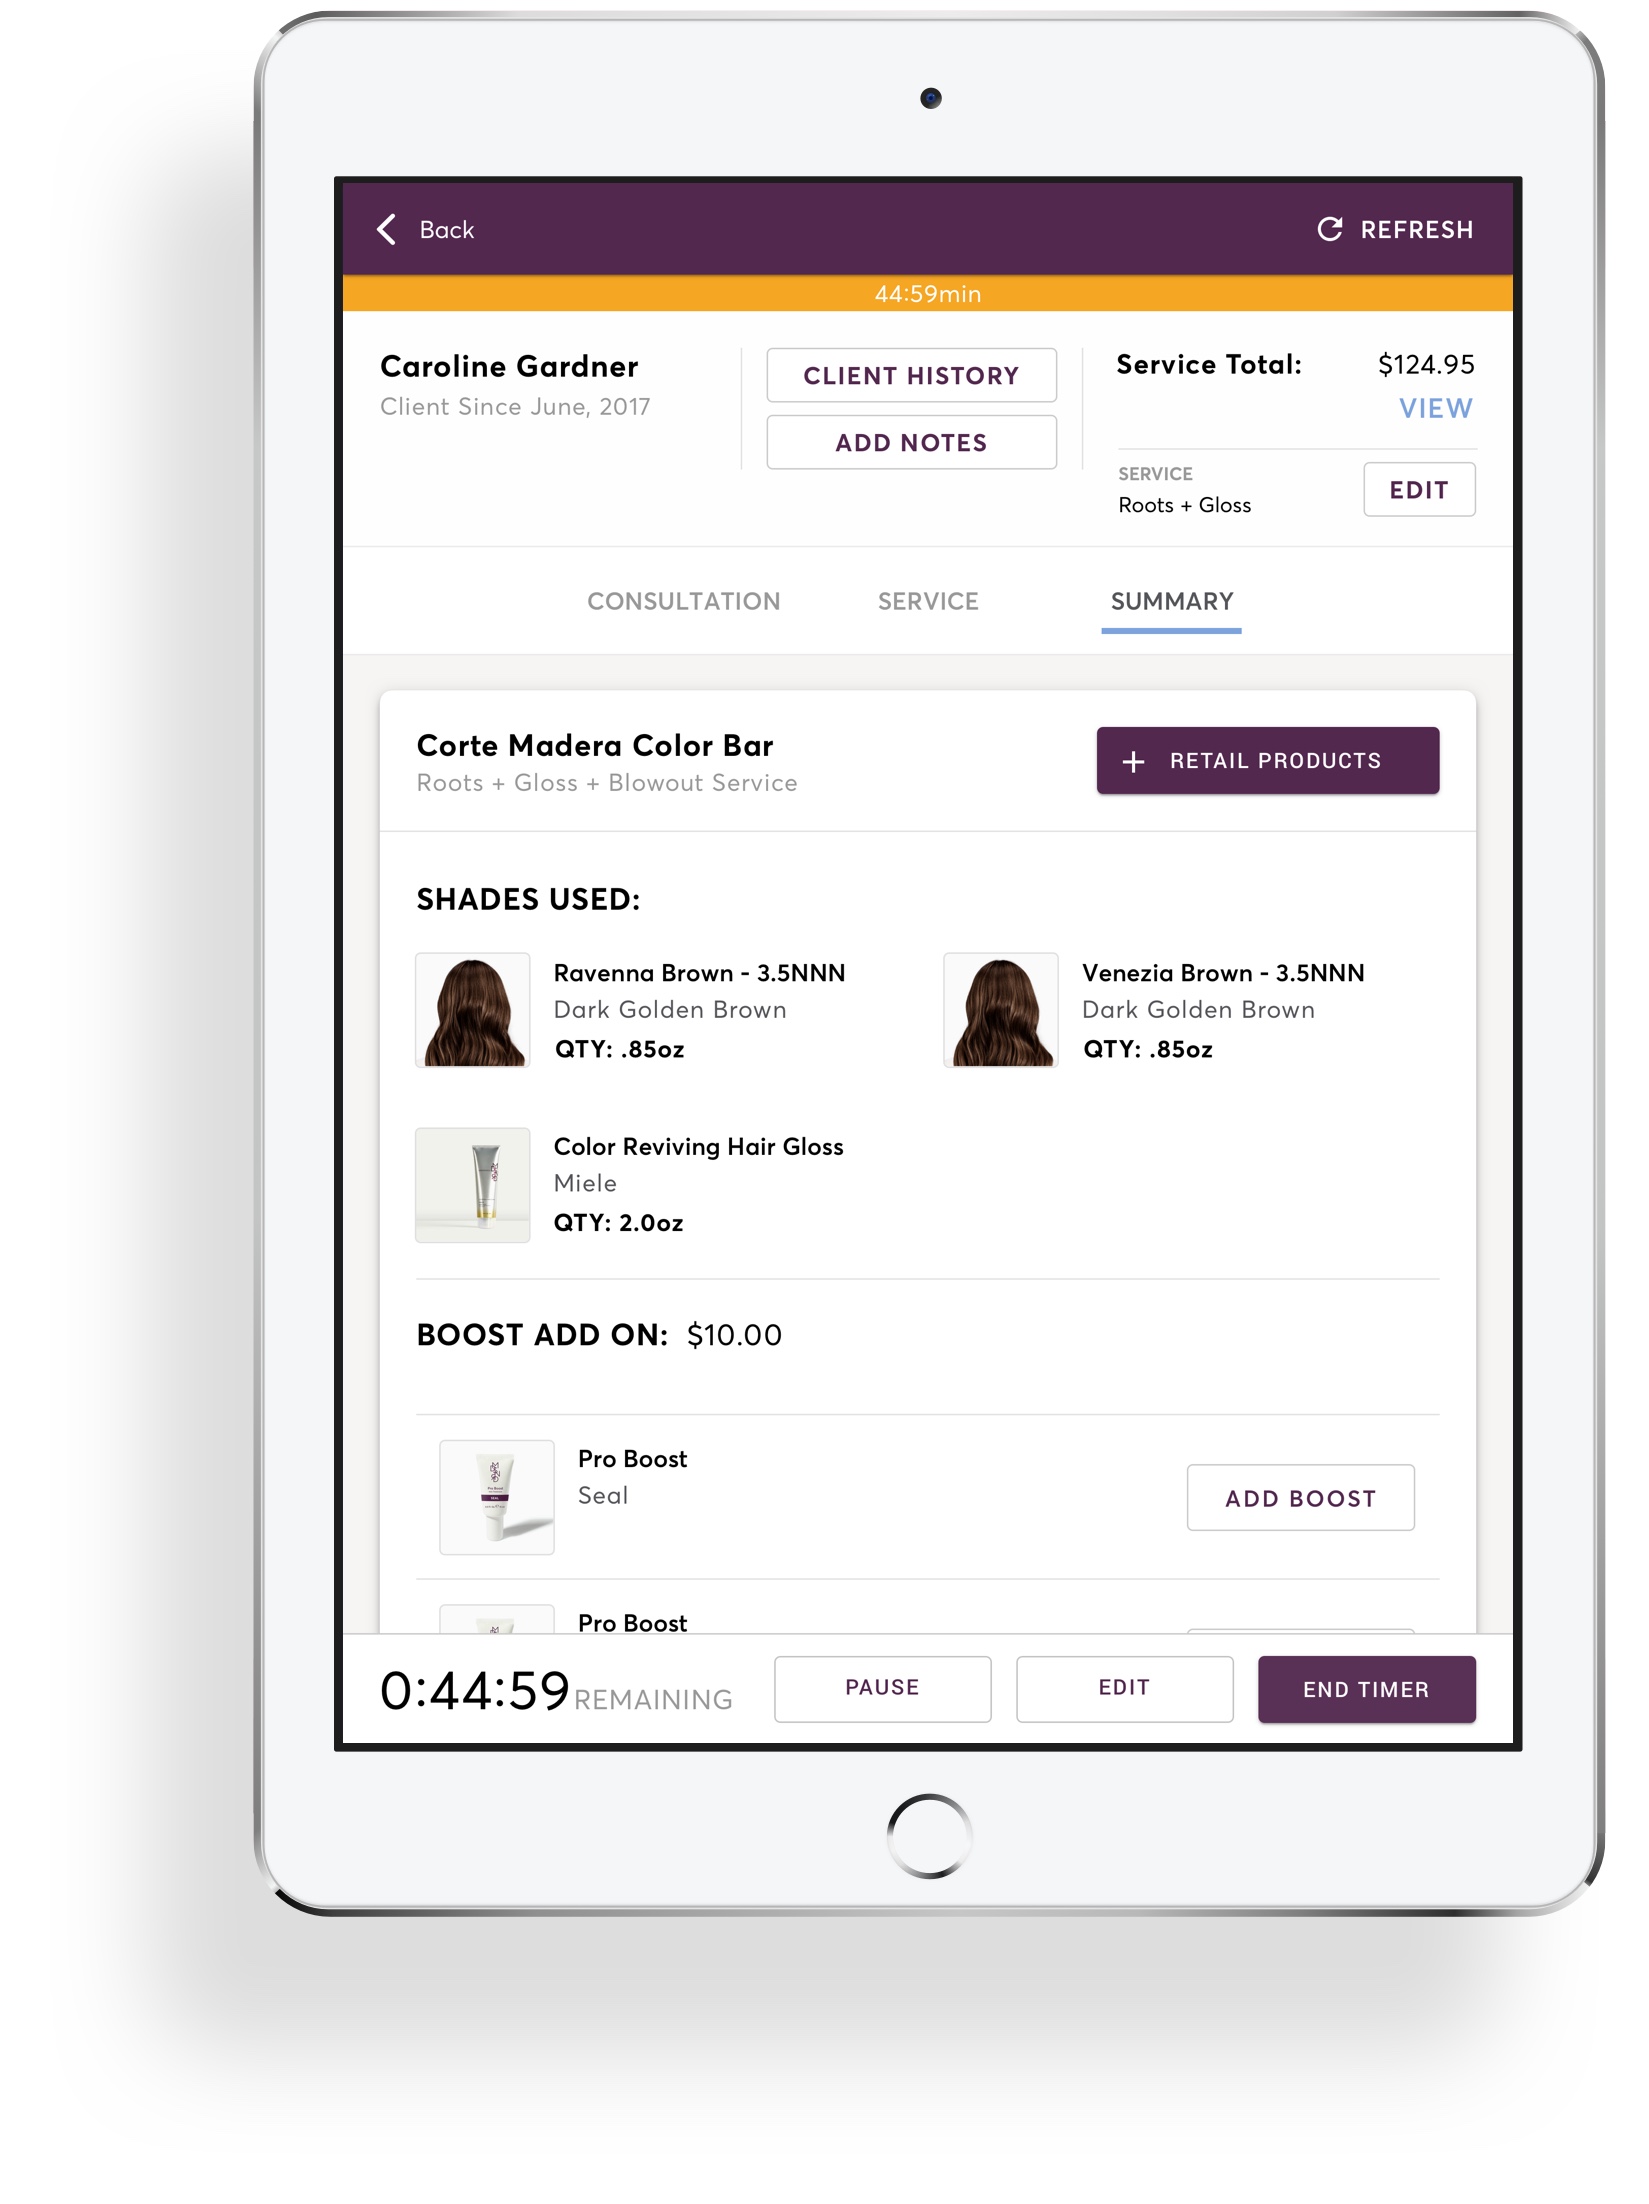 Back
REFRESH
44:59min
Caroline Gardner
Client Since June, 2017
CLIENT HISTORY
ADD NOTES
Service Total: $124.95
VIEW
SERVICE
Roots + Gloss
EDIT
CONSULTATION
SERVICE
SUMMARY
Corte Madera Color Bar
Roots + Gloss + Blowout Service
+ RETAIL PRODUCTS
SHADES USED:
Ravenna Brown - 3.5NNN
Dark Golden Brown
QTY: .85oz
Venezia Brown - 3.5NNN
Dark Golden Brown
QTY: .85oz
Color Reviving Hair Gloss
Miele
QTY: 2.0oz
BOOST ADD ON: $10.00
Pro Boost
Seal
ADD BOOST
Pro Boost
0:44:59 REMAINING
PAUSE
EDIT
END TIMER